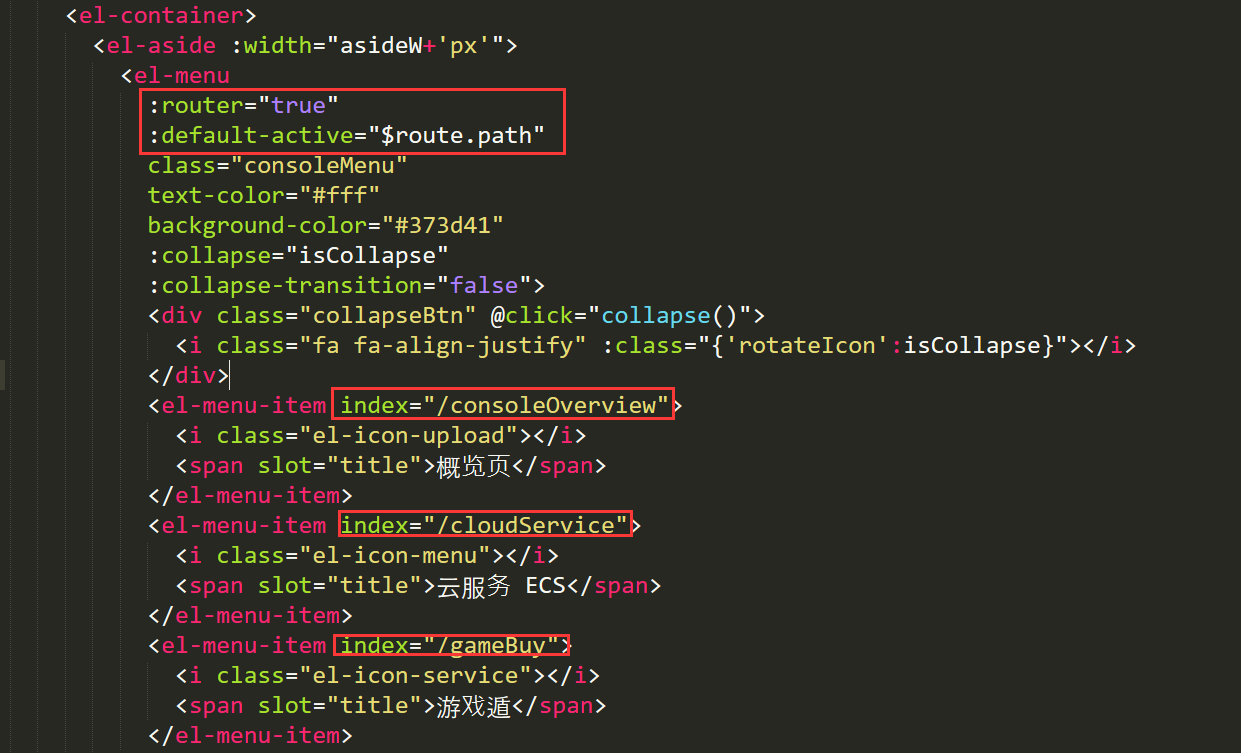 <el-container>
<el-aside :width="asideW+'px'">
<el-menu
:router="true"
:default-active="$route.path"
class="consoleMenu"
text-color="#fff"
background-color="#373d41"
:collapse="isCollapse"
:collapse-transition="false">
<div class="collapseBtn" @click="collapse()">
<i class="fa fa-align-justify" :class="{'rotateIcon':isCollapse}"></i>
</div>
<el-menu-item index="/consoleOverview">
<i class="el-icon-upload"></i>
<span slot="title">概览页</span>
</el-menu-item>
<el-menu-item index="/cloudService">
<i class="el-icon-menu"></i>
<span slot="title">云服务 ECS</span>
</el-menu-item>
<el-menu-item index="/gameBuy">
<i class="el-icon-service"></i>
<span slot="title">游戏遁</span>
</el-menu-item>